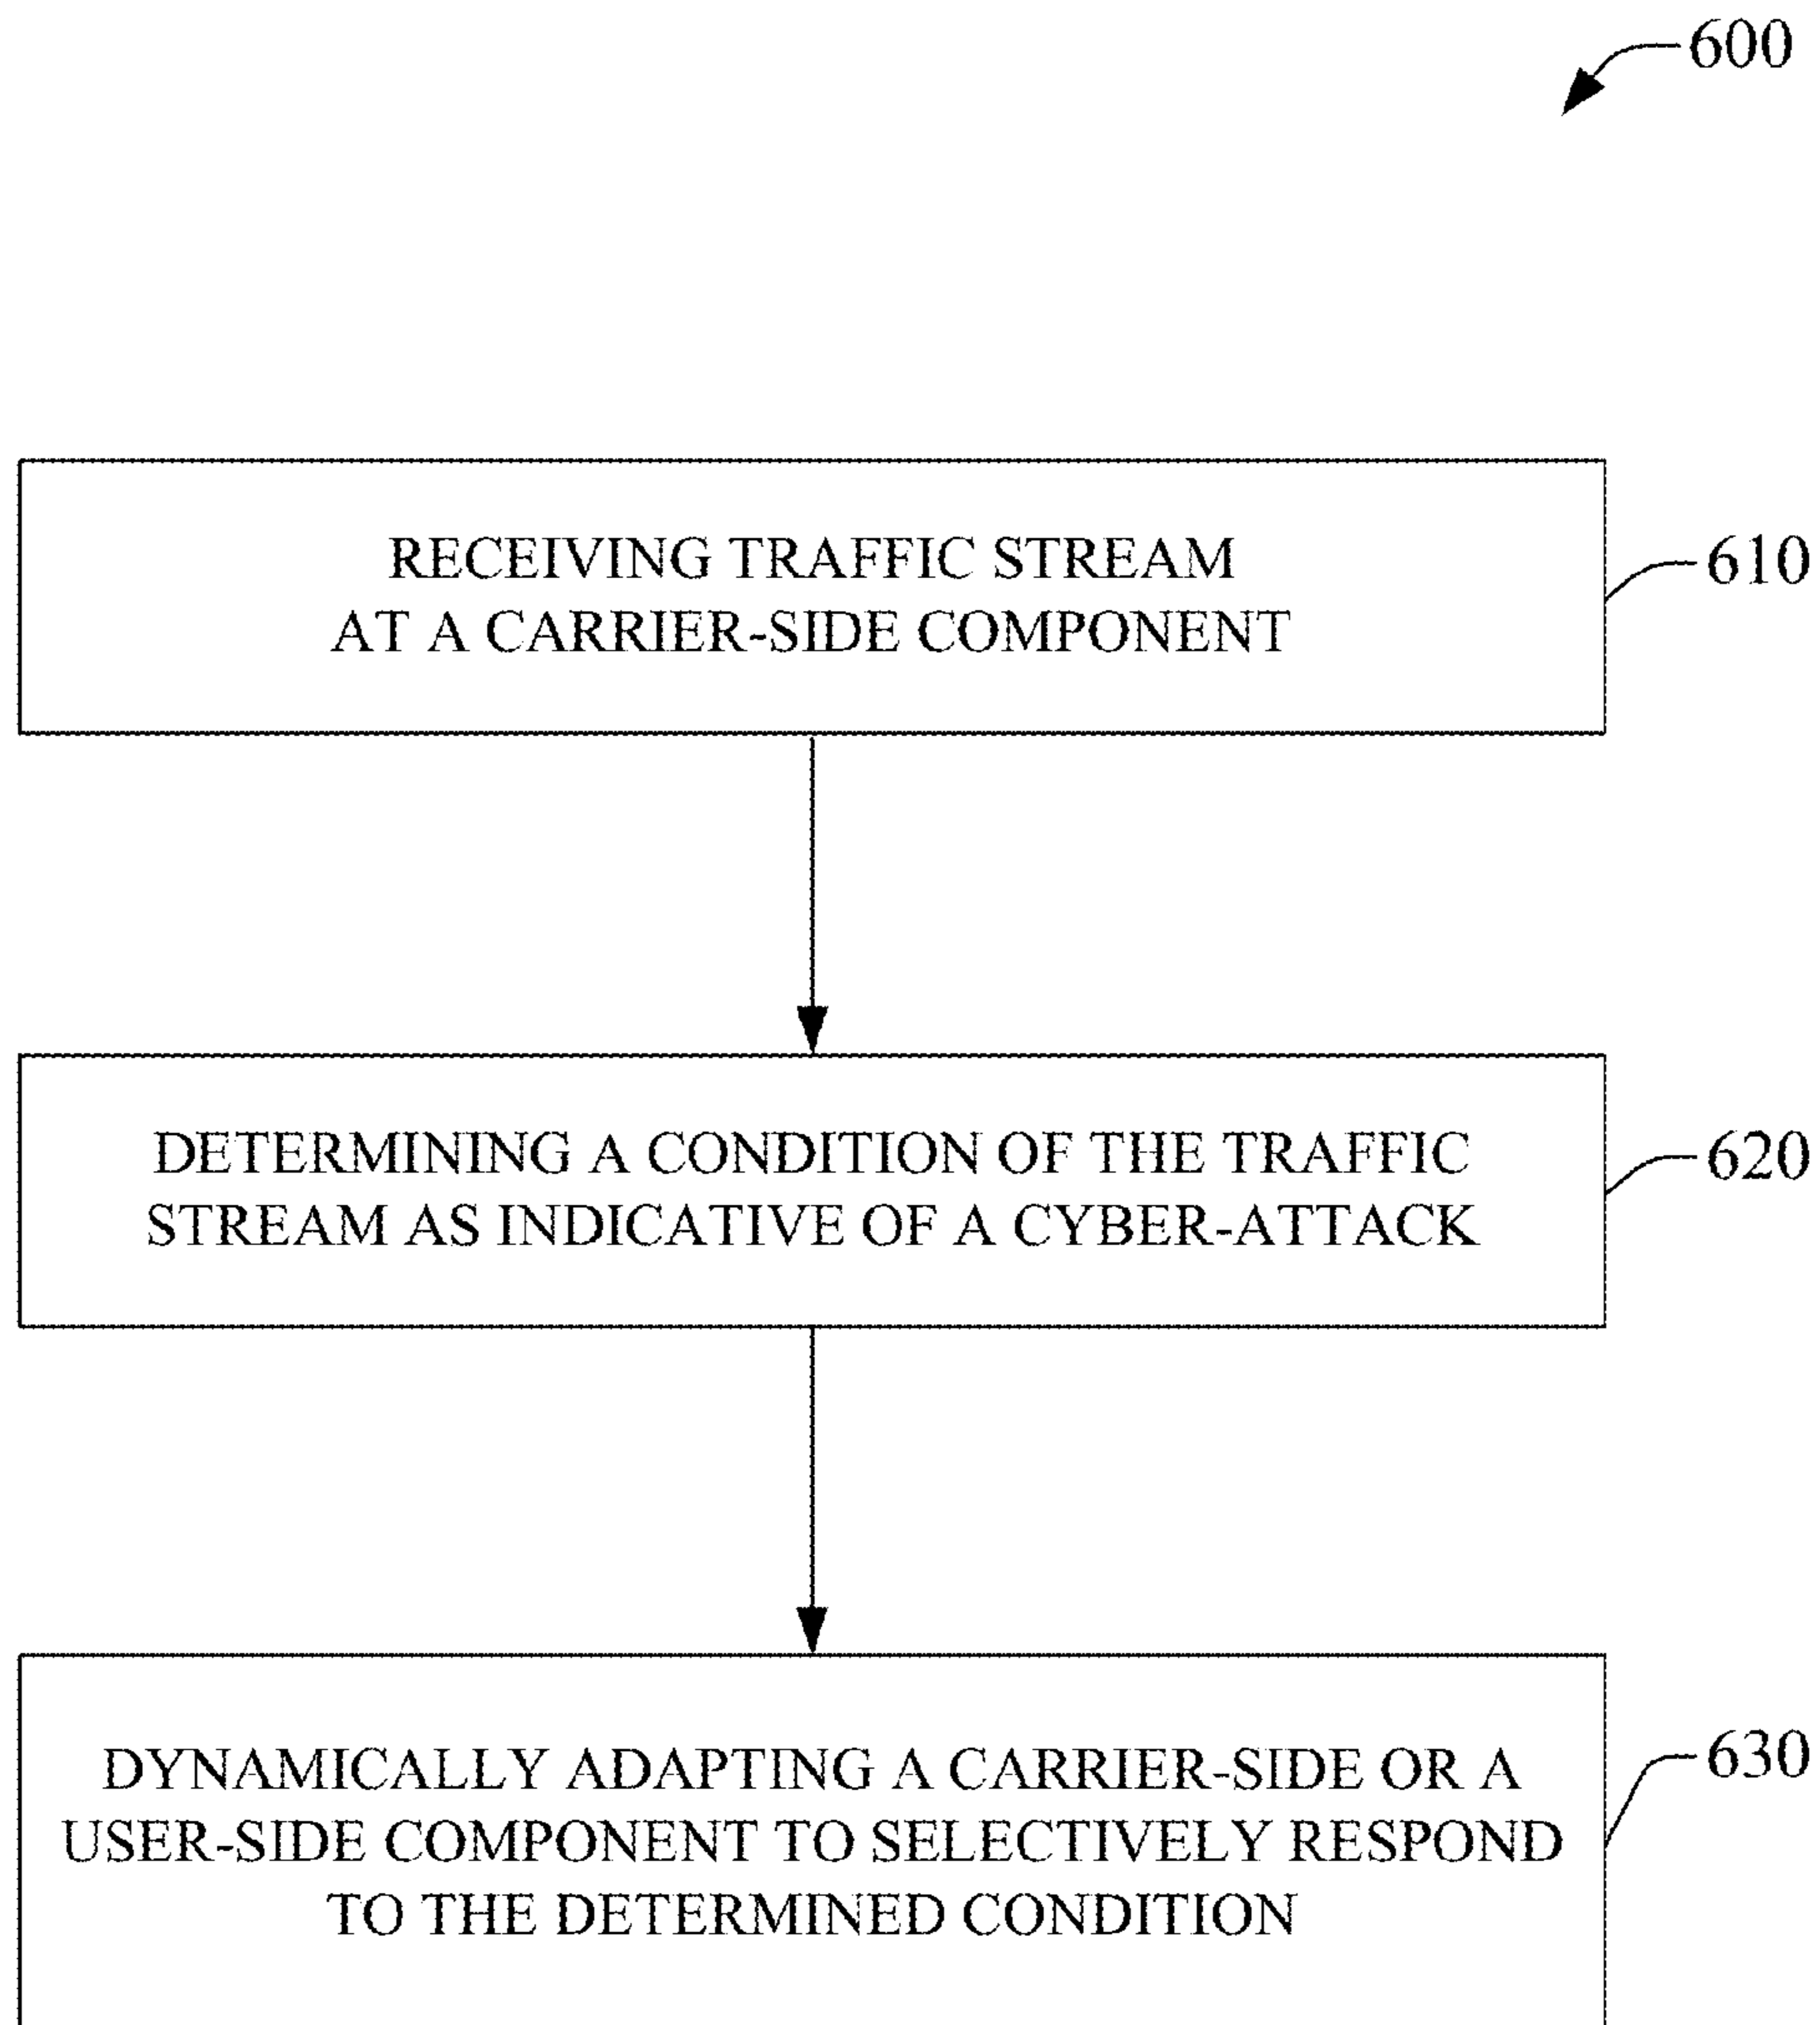 600
RECEIVING TRAFFIC STREAM
AT A CARRIER-SIDE COMPONENT
610
DETERMINING A CONDITION OF THE TRAFFIC
STREAM AS INDICATIVE OF A CYBER-ATTACK
620
DYNAMICALLY ADAPTING A CARRIER-SIDE OR A
USER-SIDE COMPONENT TO SELECTIVELY RESPOND
TO THE DETERMINED CONDITION
630